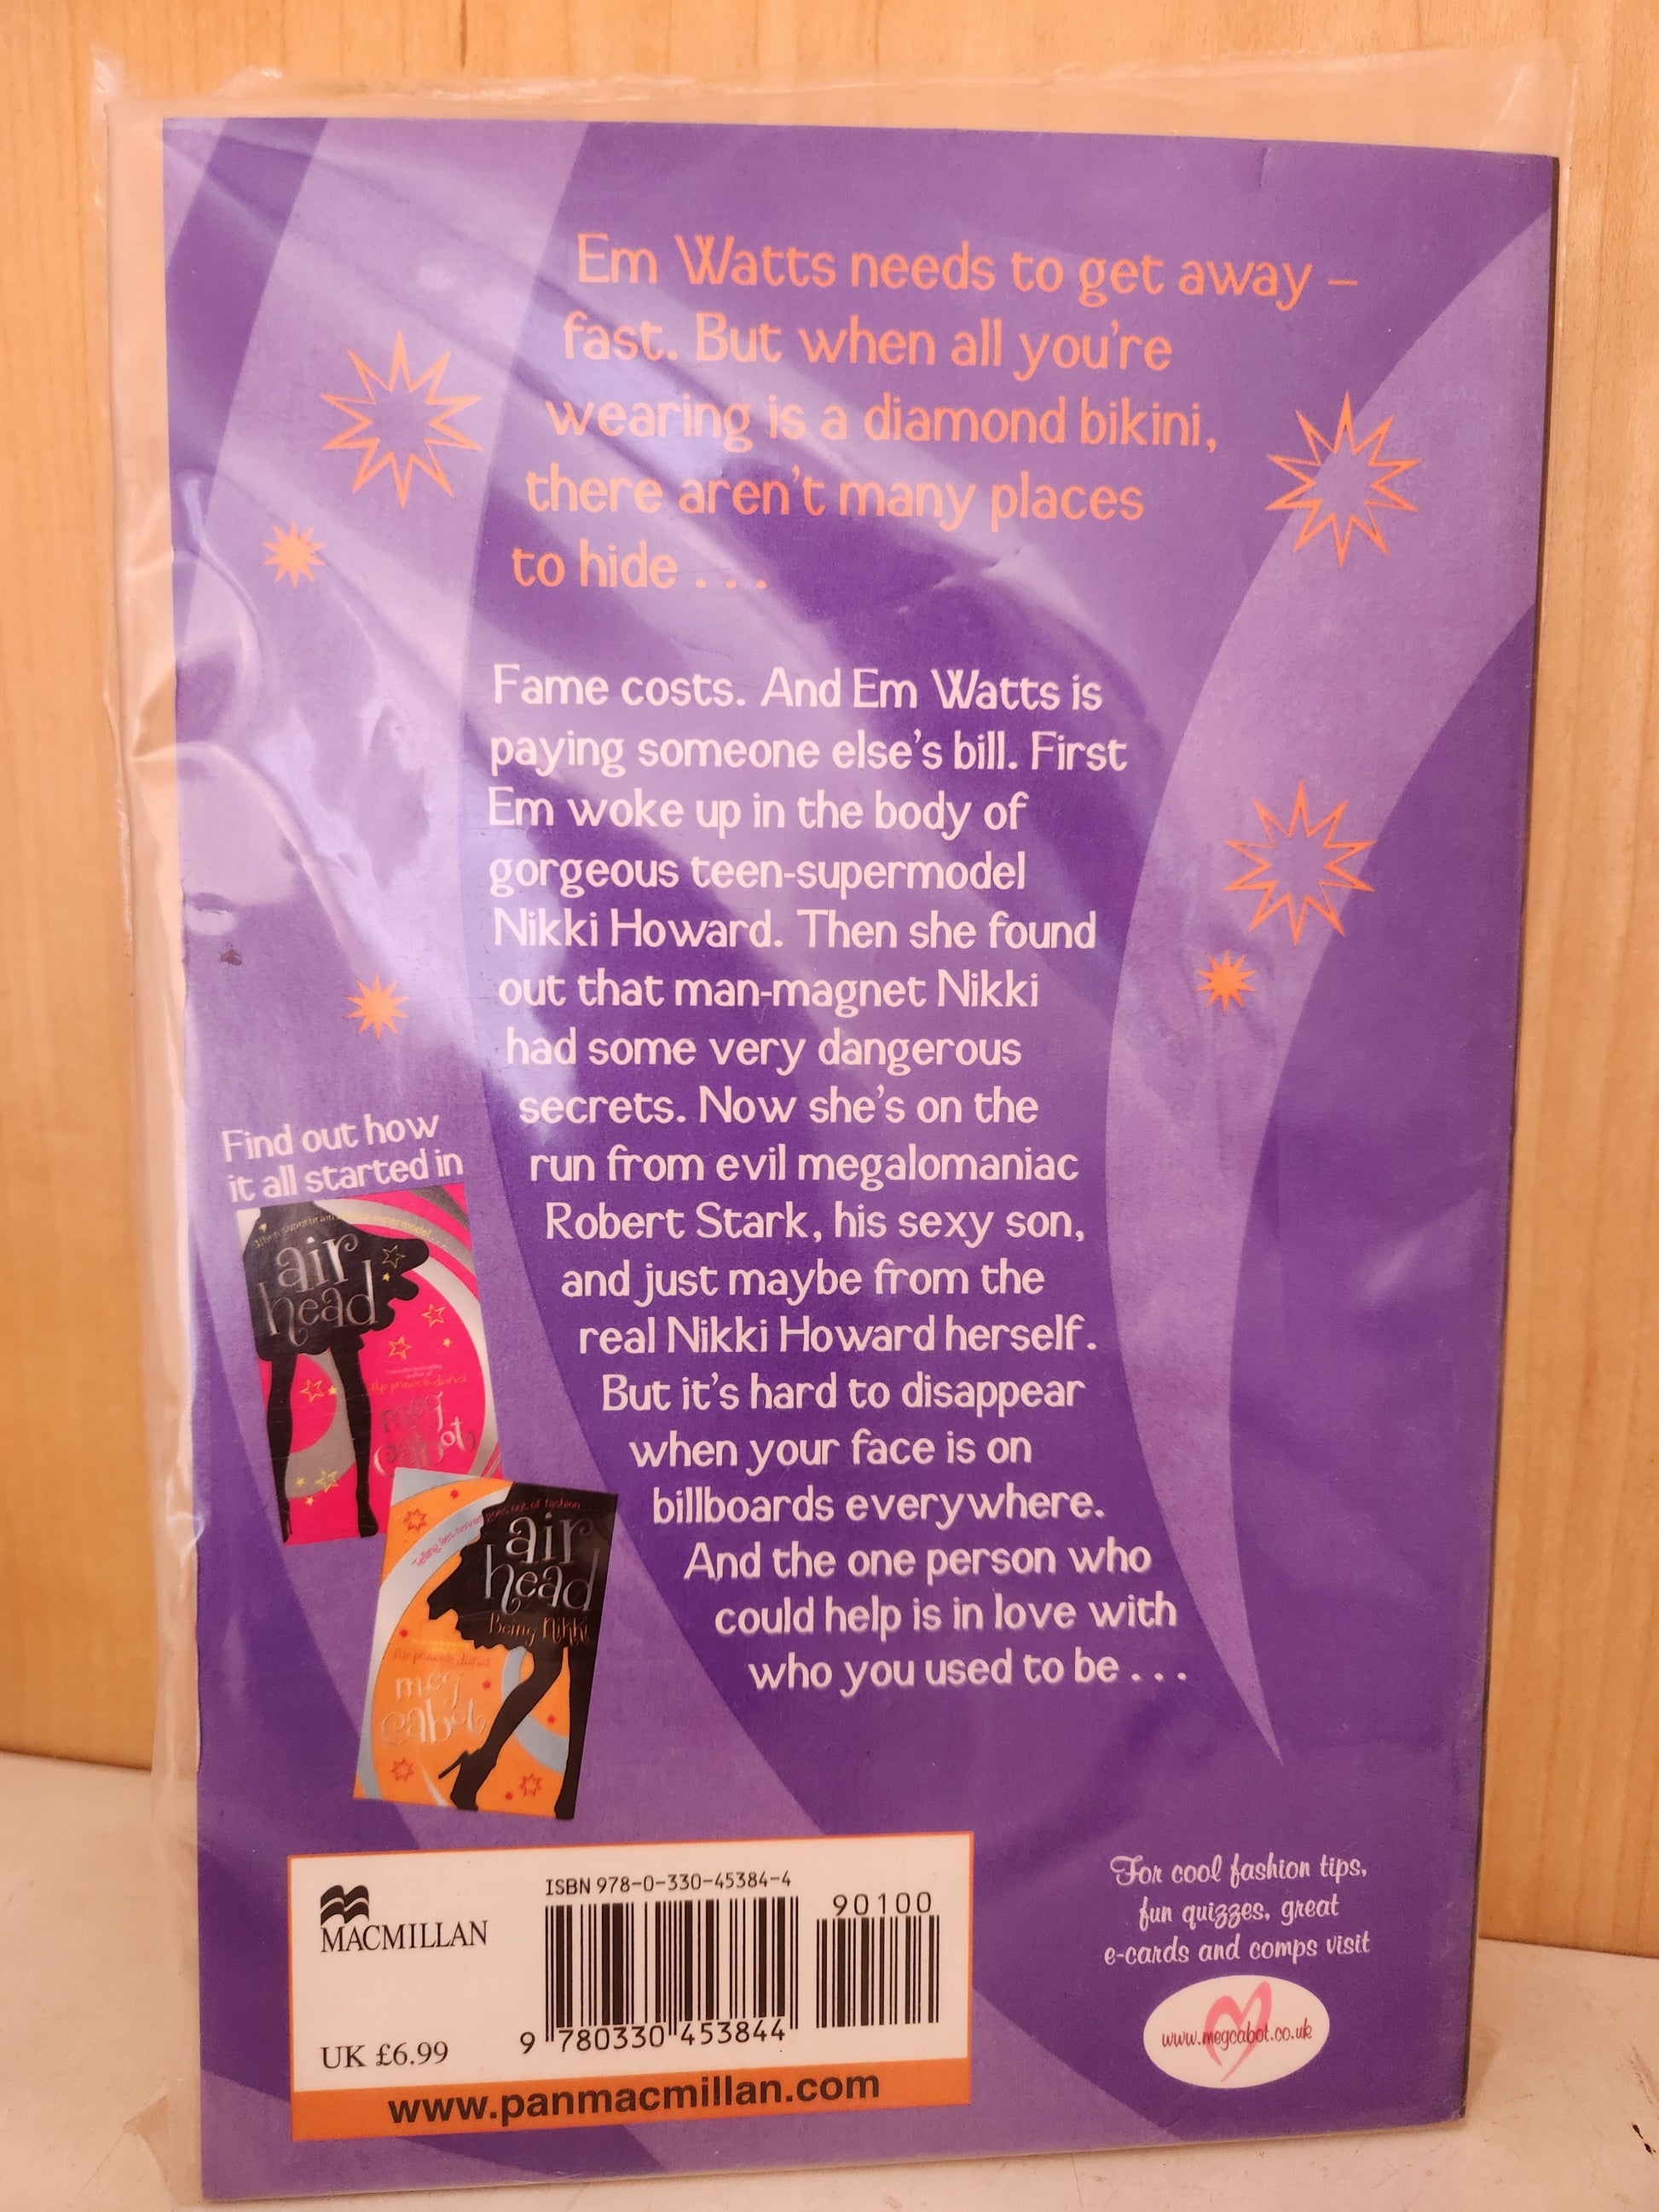 Em Watts needs to get away –
fast. But when all you're
wearing is a diamond bikini,
there aren't many places
to hide . . .
Fame costs. And Em Watts is
paying someone else's bill. First
Em woke up in the body of
gorgeous teen-supermodel
Nikki Howard. Then she found
out that man-magnet Nikki
had some very dangerous
secrets. Now she's on the
run from evil megalomaniac
Robert Stark, his sexy son,
and just maybe from the
real Nikki Howard herself.
But it's hard to disappear
when your face is on
billboards everywhere.
And the one person who
could help is in love with
who you used to be . . .
Find out how
it all started in
air
head
meg
cabot
air
head
Being Nikki
meg
cabot
MACMILLAN
UK £6.99
ISBN 978-0-330-45384-4
90100
9 780330 453844
www.panmacmillan.com
For cool fashion tips,
fun quizzes, great
e-cards and comps visit
www.megcabot.co.uk